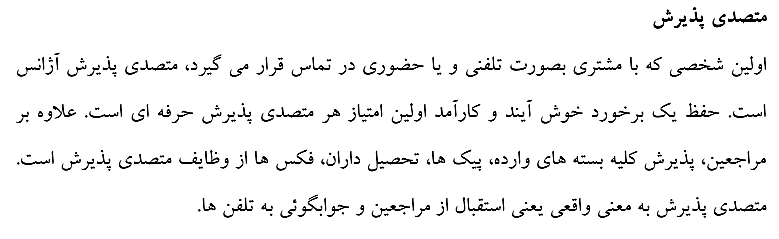 متصدی پذیرش
اولین شخصی که با مشتری بصورت تلفنی و یا حضوری در تماس قرار می گیرد، متصدی پذیرش آژانس
است. حفظ یک برخورد خوش آیند و کارآمد اولین امتیاز هر متصدی پذیرش حرفه ای است. علاوه بر
مراجعین، پذیرش کلیه بسته های وارده، پیک ها، تحصیل داران، فکس ها از وظایف متصدی پذیرش است.
متصدی پذیرش به معنی واقعی یعنی استقبال از مراجعین و جوابگوئی به تلفن ها.